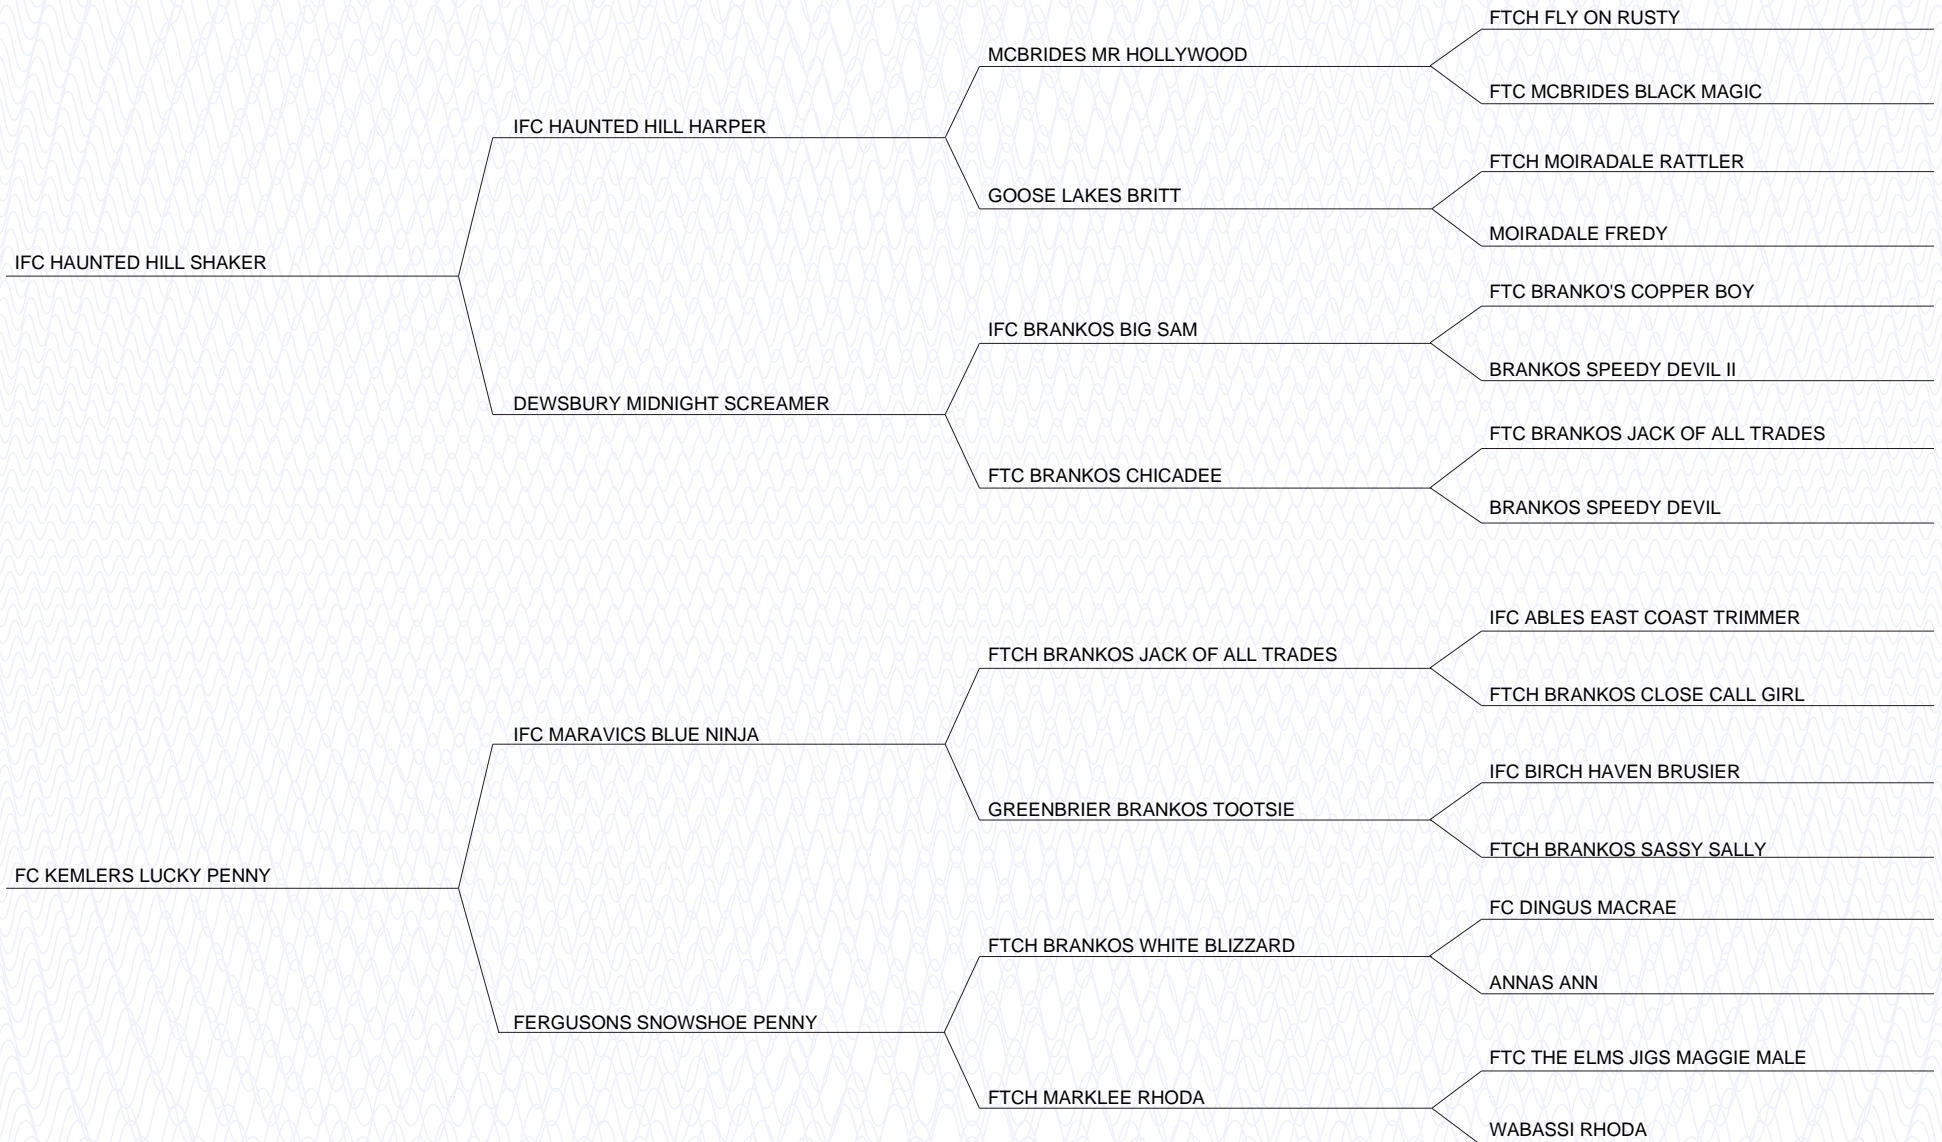 FTCH FLY ON RUSTY
MCBRIDES MR HOLLYWOOD
FTC MCBRIDES BLACK MAGIC
IFC HAUNTED HILL HARPER
FTCH MOIRADALE RATTLER
GOOSE LAKES BRITT
MOIRADALE FREDY
IFC HAUNTED HILL SHAKER
FTC BRANKO'S COPPER BOY
IFC BRANKOS BIG SAM
BRANKOS SPEEDY DEVIL II
DEWSBURY MIDNIGHT SCREAMER
FTC BRANKOS JACK OF ALL TRADES
FTC BRANKOS CHICADEE
BRANKOS SPEEDY DEVIL
IFC ABLES EAST COAST TRIMMER
FTCH BRANKOS JACK OF ALL TRADES
FTCH BRANKOS CLOSE CALL GIRL
IFC MARAVICS BLUE NINJA
IFC BIRCH HAVEN BRUSIER
GREENBRIER BRANKOS TOOTSIE
FTCH BRANKOS SASSY SALLY
FC KEMLERS LUCKY PENNY
FC DINGUS MACRAE
FTCH BRANKOS WHITE BLIZZARD
ANNAS ANN
FERGUSONS SNOWSHOE PENNY
FTC THE ELMS JIGS MAGGIE MALE
FTCH MARKLEE RHODA
WABASSI RHODA